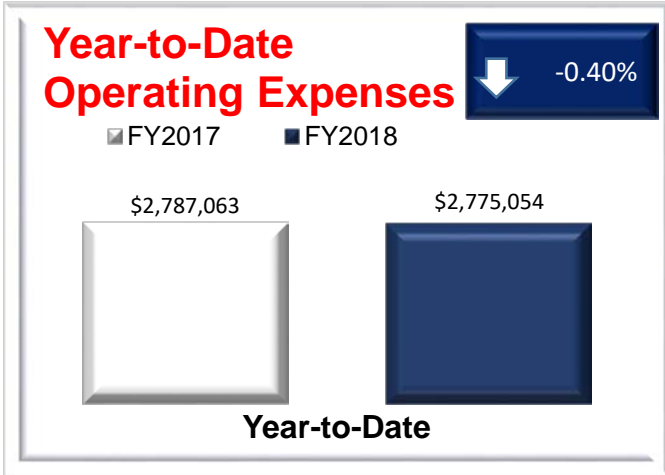 Year-to-Date
Operating Expenses
-0.40%
FY2017
FY2018
$2,787,063
$2,775,054
Year-to-Date